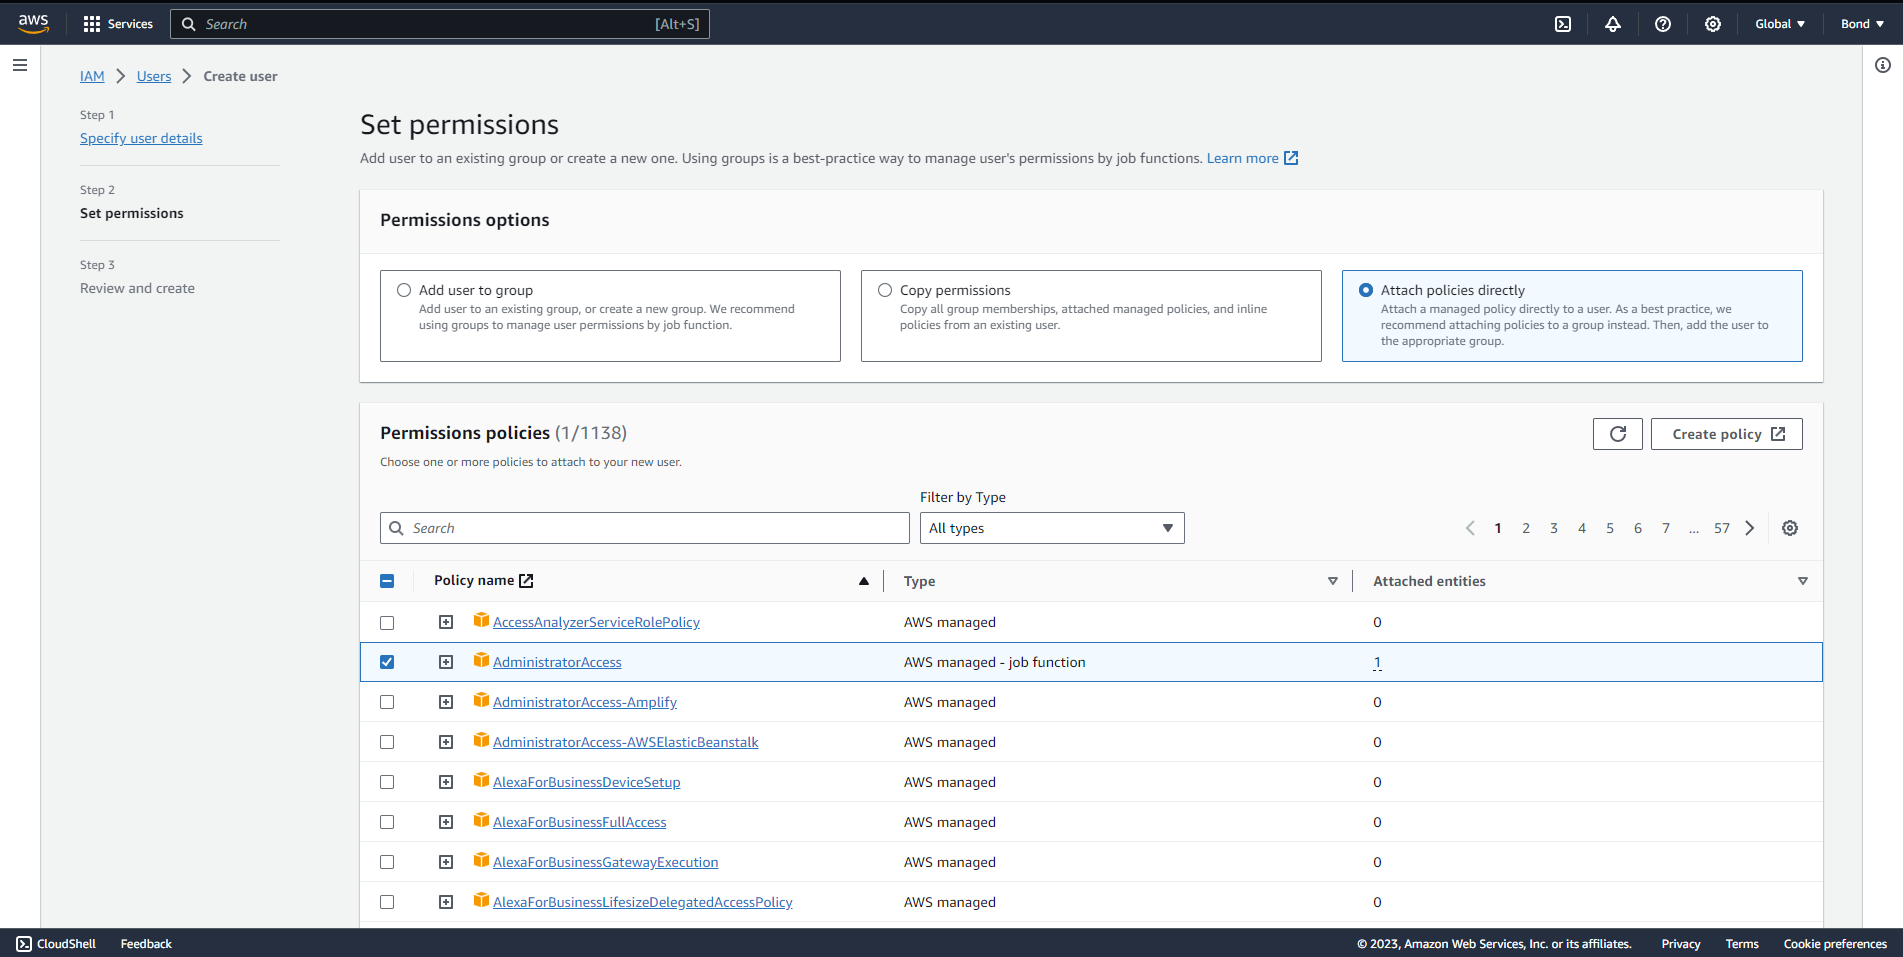 aws
Services
Search [Alt+S]
Global
Bond
IAM > Users > Create user
Step 1
Specify user details
Step 2
Set permissions
Step 3
Review and create
Set permissions
Add user to an existing group or create a new one. Using groups is a best-practice way to manage user's permissions by job functions. Learn more
Permissions options
Add user to group
Add user to an existing group, or create a new group. We recommend
using groups to manage user permissions by job function.
Copy permissions
Copy all group memberships, attached managed policies, and inline
policies from an existing user.
Attach policies directly
Attach a managed policy directly to a user. As a best practice, we
recommend attaching policies to a group instead. Then, add the user to
the appropriate group.
Permissions policies (1/1138)
Create policy
Choose one or more policies to attach to your new user.
Filter by Type
Search
All types
1 2 3 4 5 6 7 ... 57
Policy name Type Attached entities
AccessAnalyzerServiceRolePolicy AWS managed 0
AdministratorAccess AWS managed - job function 1
AdministratorAccess-Amplify AWS managed 0
AdministratorAccess-AWSElasticBeanstalk AWS managed 0
AlexaForBusinessDeviceSetup AWS managed 0
AlexaForBusinessFullAccess AWS managed 0
AlexaForBusinessGatewayExecution AWS managed 0
AlexaForBusinessLifesizeDelegatedAccessPolicy AWS managed 0
CloudShell Feedback © 2023, Amazon Web Services, Inc. or its affiliates. Privacy Terms Cookie preferences